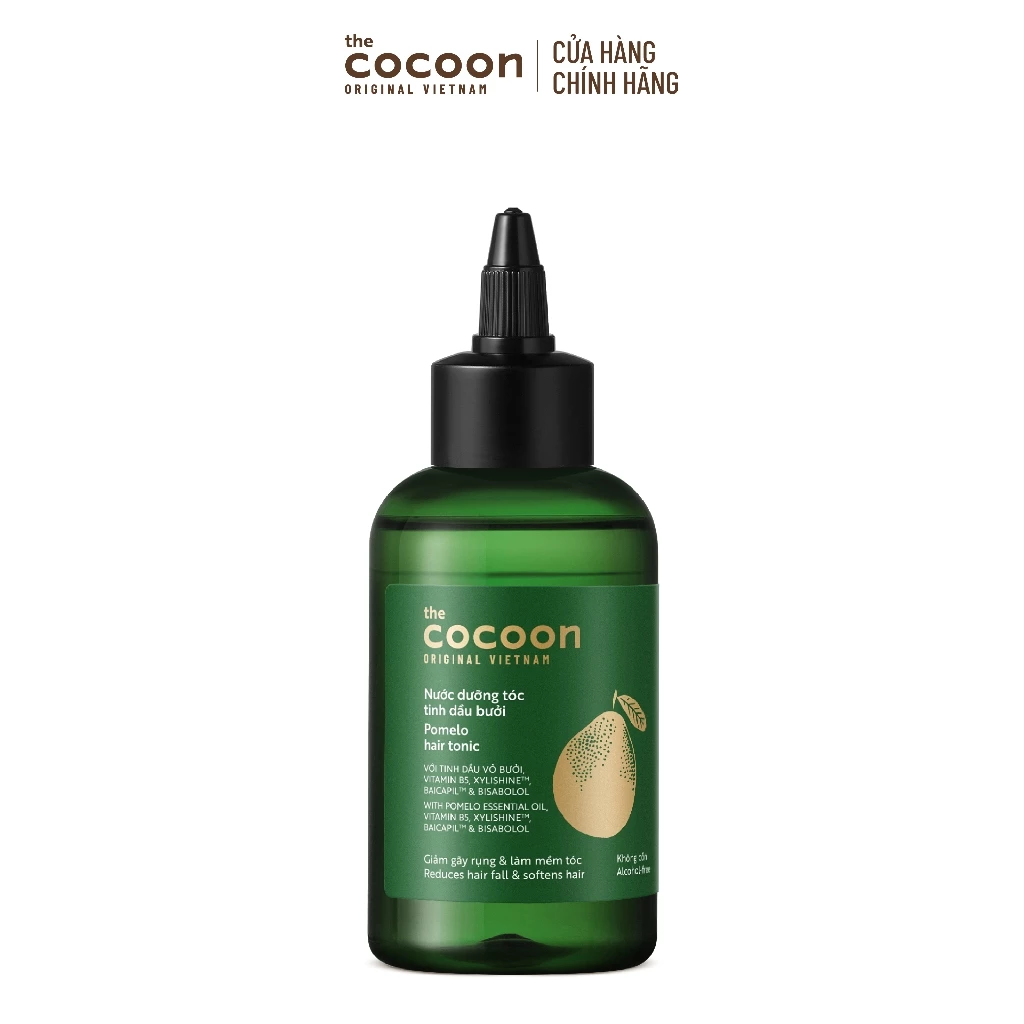 the
cocoon
ORIGINAL VIETNAM
CỬA HÀNG
CHÍNH HÃNG
the
cocoon
ORIGINAL VIETNAM
Nước dưỡng tóc
tinh dầu bưởi
Pomelo
hair tonic
VỚI TINH DẦU VỎ BƯỞI,
VITAMIN B5, XYLISHINE™,
BAICAPIL™ & BISABOLOL
WITH POMELO ESSENTIAL OIL,
VITAMIN B5, XYLISHINE™,
BAICAPIL™ & BISABOLOL
Giảm gãy rụng & làm mềm tóc
Reduces hair fall & softens hair
Không cồn
Alcohol-free